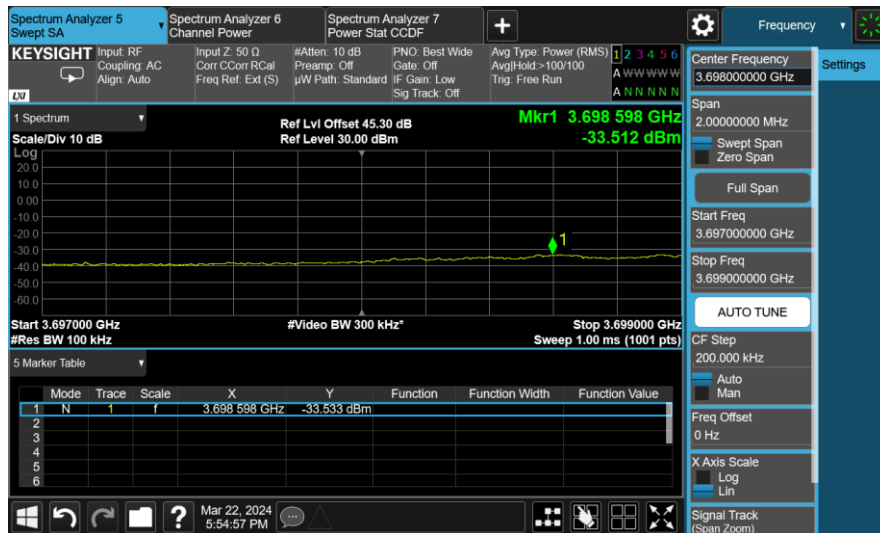 Spectrum Analyzer 5
Swept SA
Spectrum Analyzer 6
Channel Power
Spectrum Analyzer 7
Power Stat CCDF
Frequency
KEYSIGHT
LXI
Input: RF
Coupling: AC
Align: Auto
Input Z: 50 Ω
Corr CCorr RCal
Freq Ref: Ext (S)
#Atten: 10 dB
Preamp: Off
µW Path: Standard
PNO: Best Wide
Gate: Off
IF Gain: Low
Sig Track: Off
Avg Type: Power (RMS)
Avg|Hold:>100/100
Trig: Free Run
1 2 3 4 5 6
A W W W W W
A N N N N N
1 Spectrum
Scale/Div 10 dB
Ref Lvl Offset 45.30 dB
Ref Level 30.00 dBm
Mkr1 3.698 598 GHz
-33.512 dBm
Log
20.0
10.0
0.00
-10.0
-20.0
-30.0
-40.0
-50.0
-60.0
1
Start 3.697000 GHz
#Res BW 100 kHz
#Video BW 300 kHz*
Stop 3.699000 GHz
Sweep 1.00 ms (1001 pts)
5 Marker Table
Mode Trace Scale X Y Function Function Width Function Value
1 N 1 f 3.698 598 GHz -33.533 dBm
2
3
4
5
6
Mar 22, 2024
5:54:57 PM
Center Frequency
3.698000000 GHz
Span
2.00000000 MHz
Swept Span
Zero Span
Full Span
Start Freq
3.697000000 GHz
Stop Freq
3.699000000 GHz
AUTO TUNE
CF Step
200.000 kHz
Auto
Man
Freq Offset
0 Hz
X Axis Scale
Log
Lin
Signal Track
(Span Zoom)
Settings